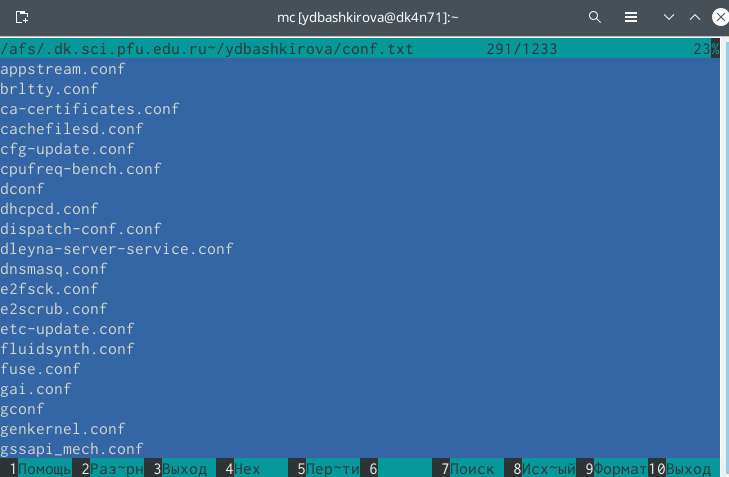 mc [ydbashkirova@dk4n71]:~
/afs/.dk.sci.pfu.edu.ru~/ydbashkirova/conf.txt 291/1233 23%
appstream.conf
brltty.conf
ca-certificates.conf
cachefilesd.conf
cfg-update.conf
cpufreq-bench.conf
dconf
dhcpcd.conf
dispatch-conf.conf
dleyna-server-service.conf
dnsmasq.conf
e2fsck.conf
e2scrub.conf
etc-update.conf
fluidsynth.conf
fuse.conf
gai.conf
gconf
genkernel.conf
gssapi_mech.conf
1Помощь 2Раз~рн 3Выход 4Hex 5Пер~ти 6 7Поиск 8Исх~ый 9Формат 10Выход